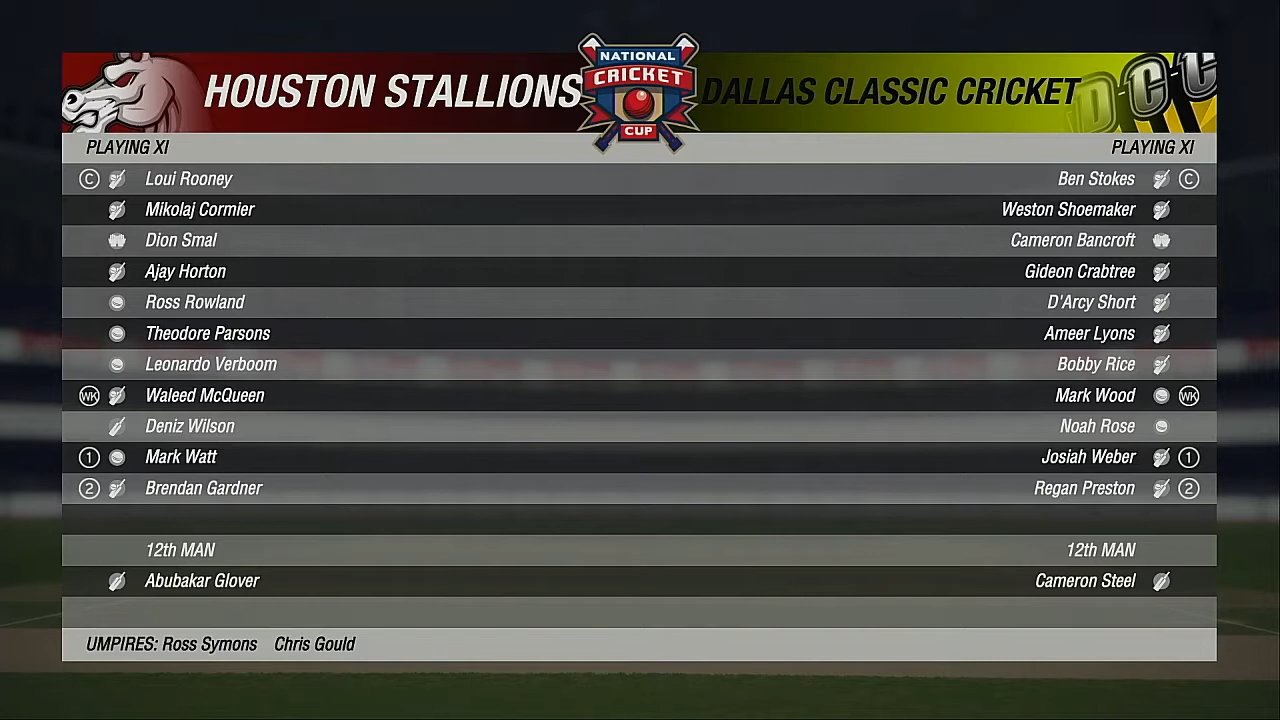 HOUSTON STALLIONS NATIONAL CRICKET CUP DALLAS CLASSIC CRICKET D-C-C
PLAYING XI PLAYING XI
C Loui Rooney Ben Stokes C
Mikolaj Cormier Weston Shoemaker
Dion Smal Cameron Bancroft
Ajay Horton Gideon Crabtree
Ross Rowland D'Arcy Short
Theodore Parsons Ameer Lyons
Leonardo Verboom Bobby Rice
WK Waleed McQueen Mark Wood WK
Deniz Wilson Noah Rose
1 Mark Watt Josiah Weber 1
2 Brendan Gardner Regan Preston 2
12th MAN 12th MAN
Abubakar Glover Cameron Steel
UMPIRES: Ross Symons Chris Gould